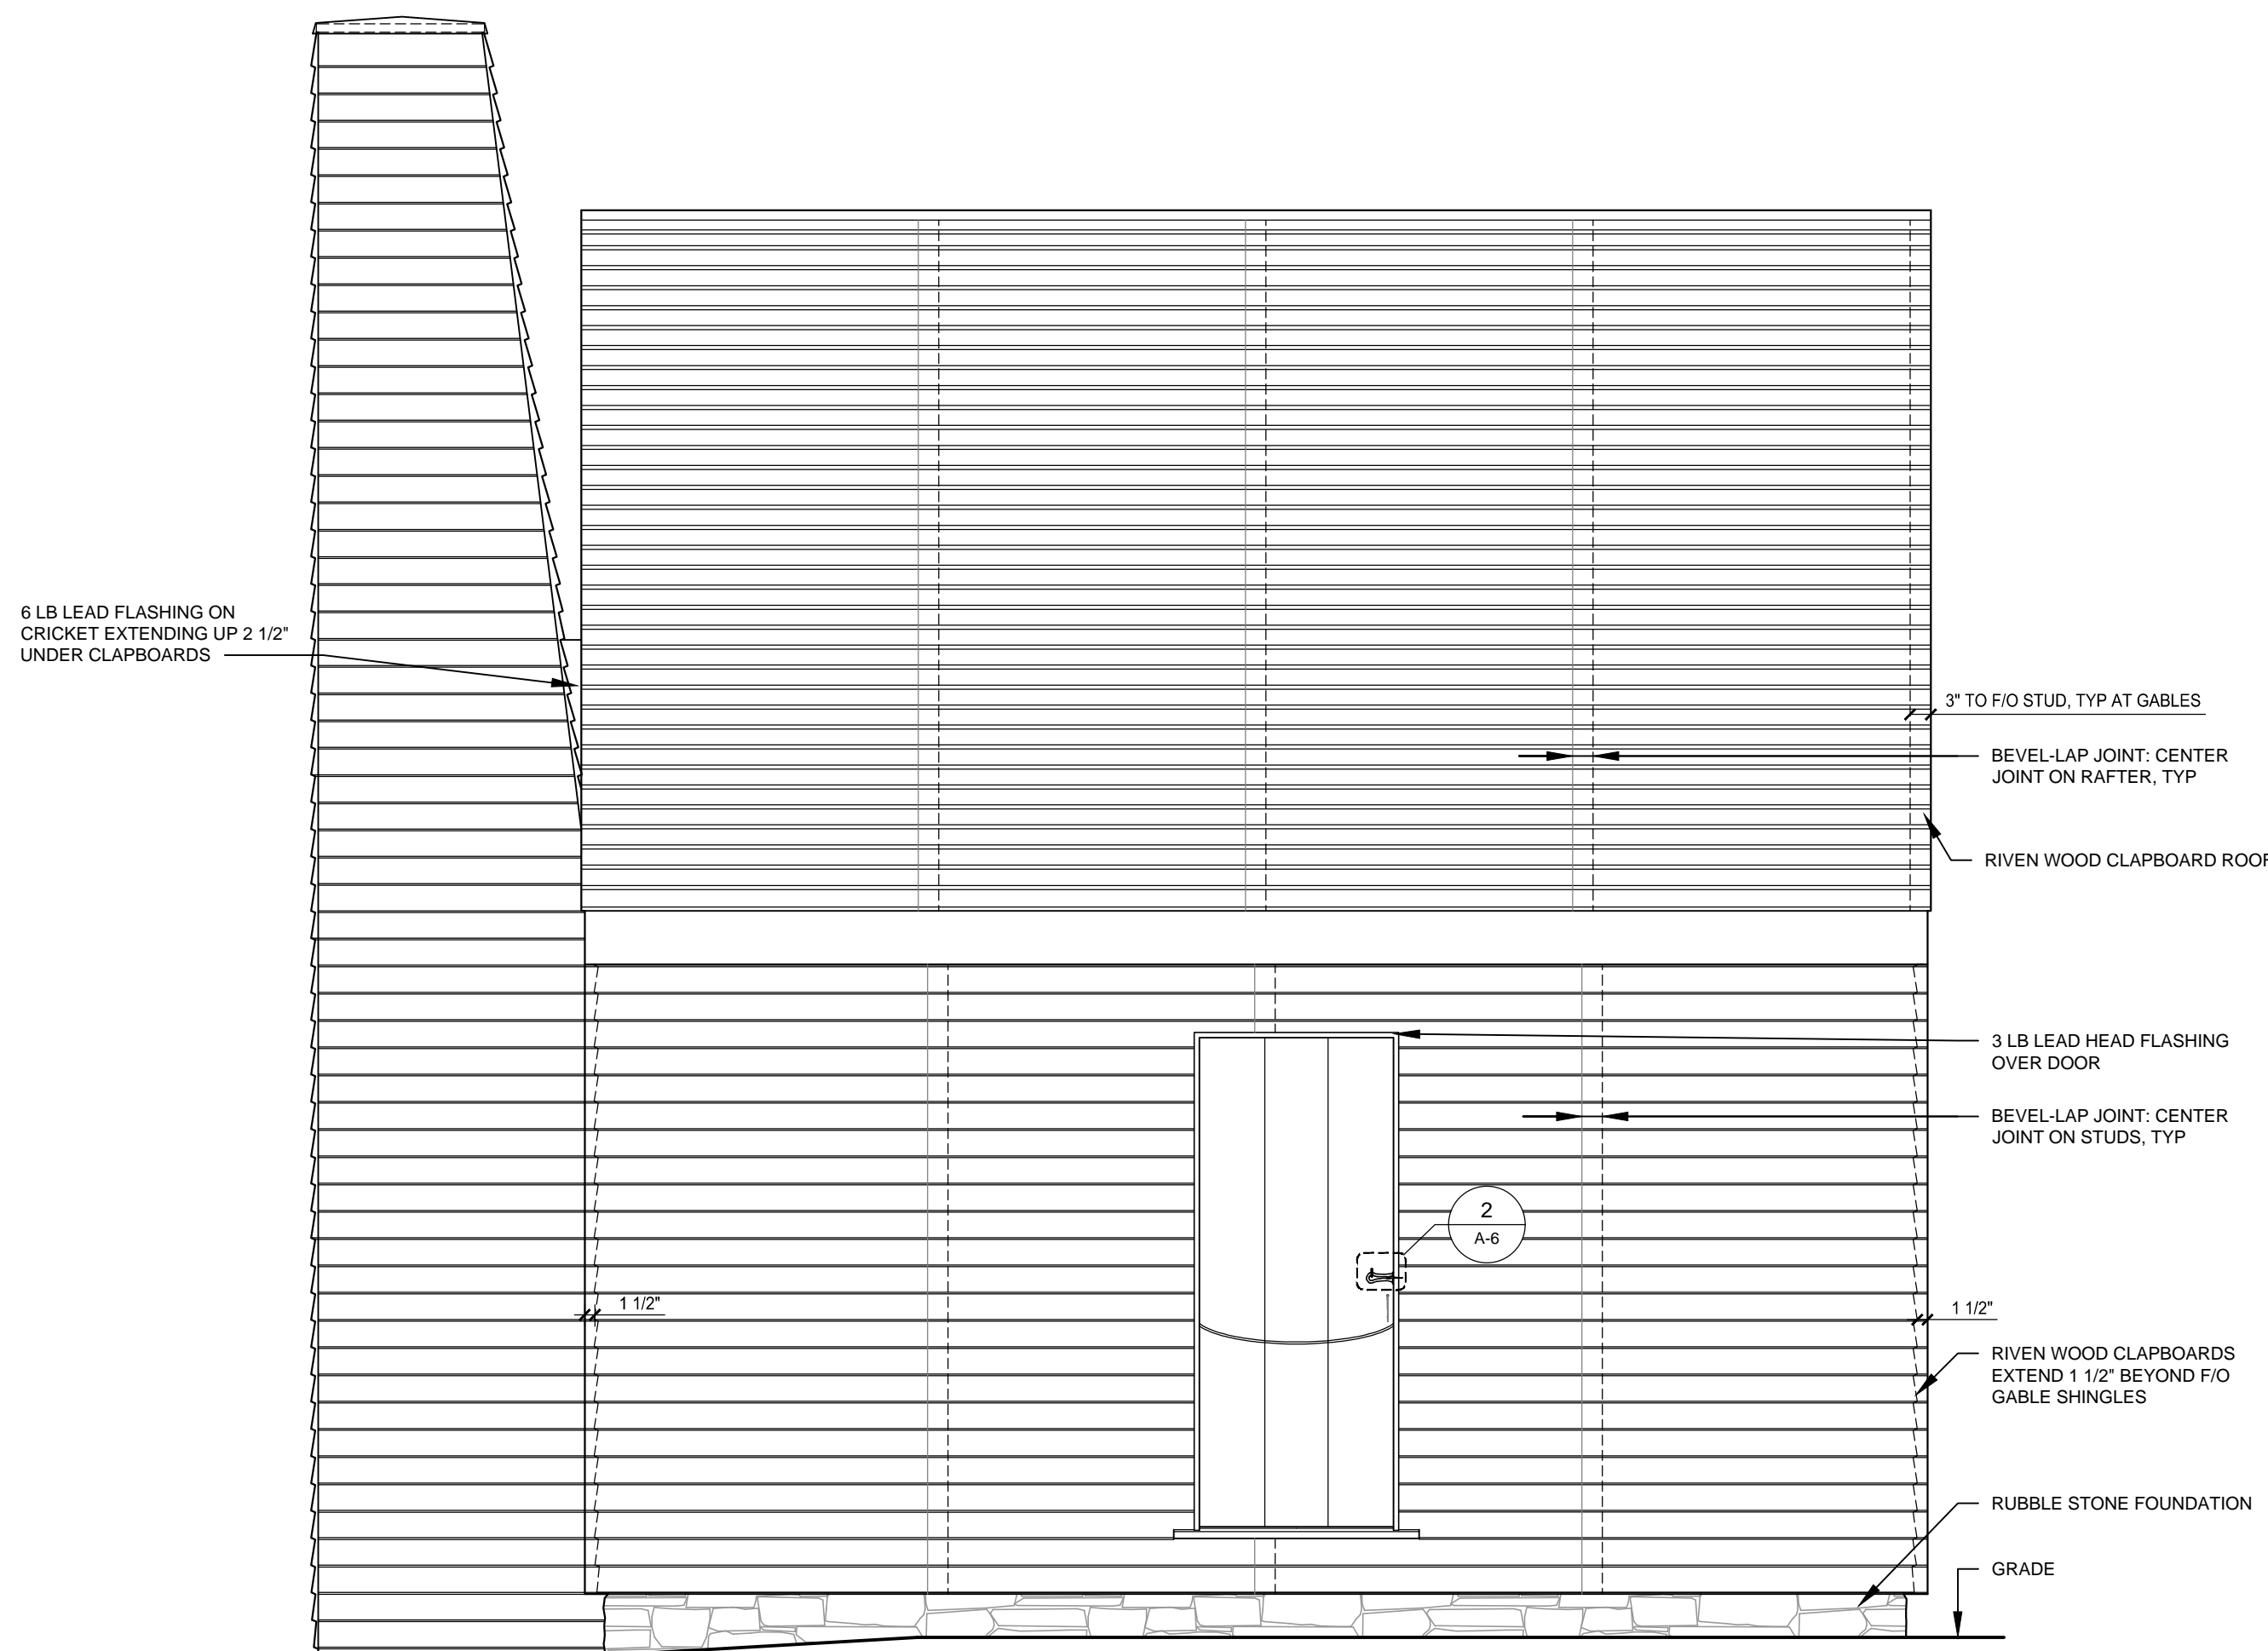 6 LB LEAD FLASHING ON
CRICKET EXTENDING UP 2 1/2"
UNDER CLAPBOARDS
3" TO F/O STUD, TYP AT GABLES
BEVEL-LAP JOINT: CENTER
JOINT ON RAFTER, TYP
RIVEN WOOD CLAPBOARD ROOF
3 LB LEAD HEAD FLASHING
OVER DOOR
BEVEL-LAP JOINT: CENTER
JOINT ON STUDS, TYP
2
A-6
1 1/2"
1 1/2"
RIVEN WOOD CLAPBOARDS
EXTEND 1 1/2" BEYOND F/O
GABLE SHINGLES
RUBBLE STONE FOUNDATION
GRADE